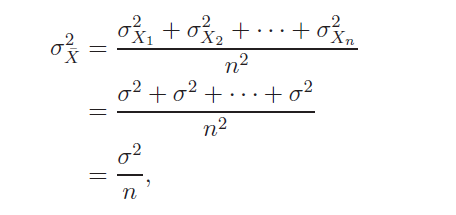 σ²_X̄ = (σ²_X₁ + σ²_X₂ + ··· + σ²_Xₙ) / n²
= (σ² + σ² + ··· + σ²) / n²
= σ² / n,